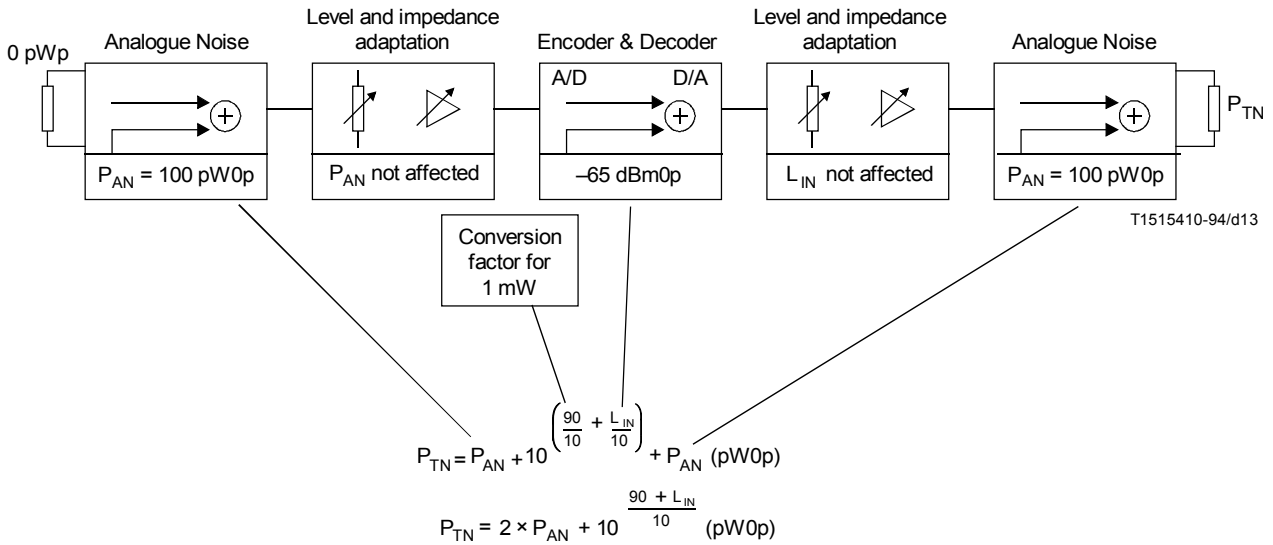 Level and impedance
adaptation
Level and impedance
adaptation
0 pWp
Analogue Noise
Encoder & Decoder
Analogue Noise
A/D
D/A
P_TN
P_AN = 100 pW0p
P_AN not affected
–65 dBm0p
L_IN not affected
P_AN = 100 pW0p
T1515410-94/d13
Conversion
factor for
1 mW
P_TN = P_AN + 10^(90/10 + L_IN/10) + P_AN (pW0p)
P_TN = 2 × P_AN + 10^((90 + L_IN)/10) (pW0p)